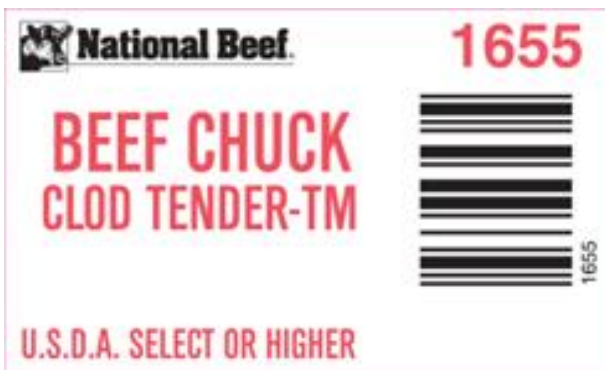 National Beef.
1655
BEEF CHUCK
CLOD TENDER-TM
1655
U.S.D.A. SELECT OR HIGHER